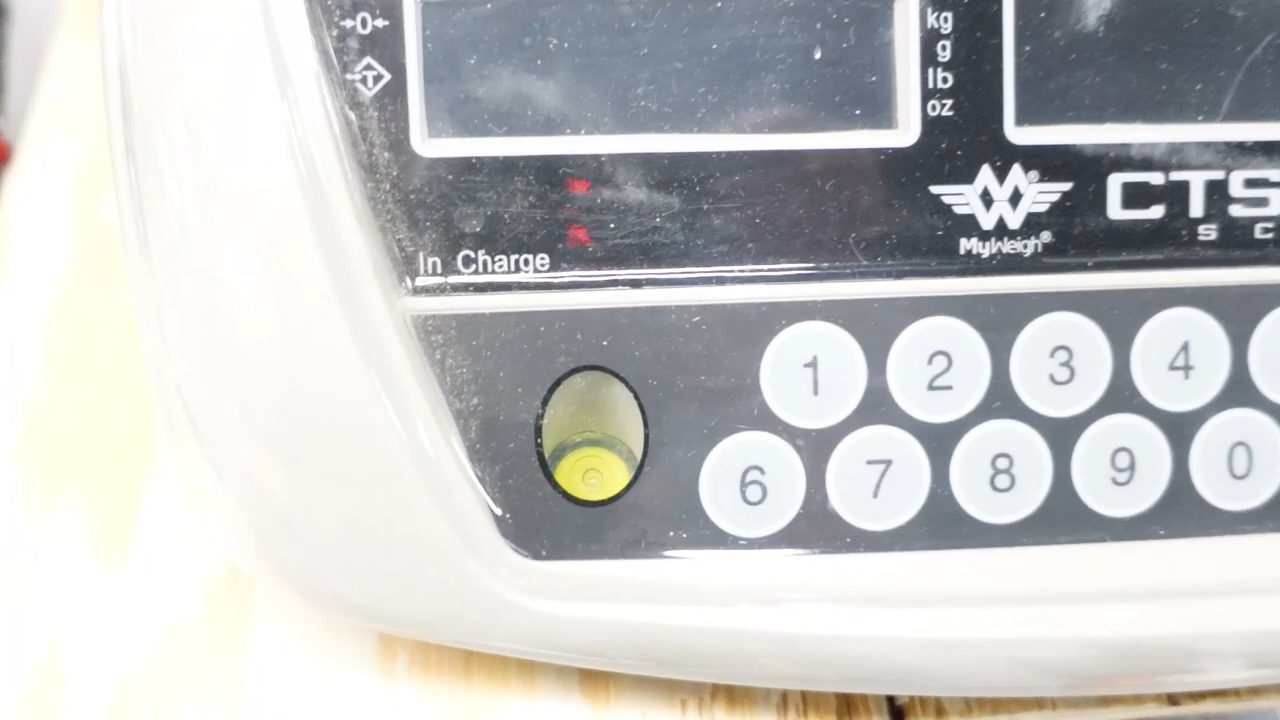 →0←
T
kg
g
lb
oz
MyWeigh®
CTS
S C
In Charge
1 2 3 4
6 7 8 9 0